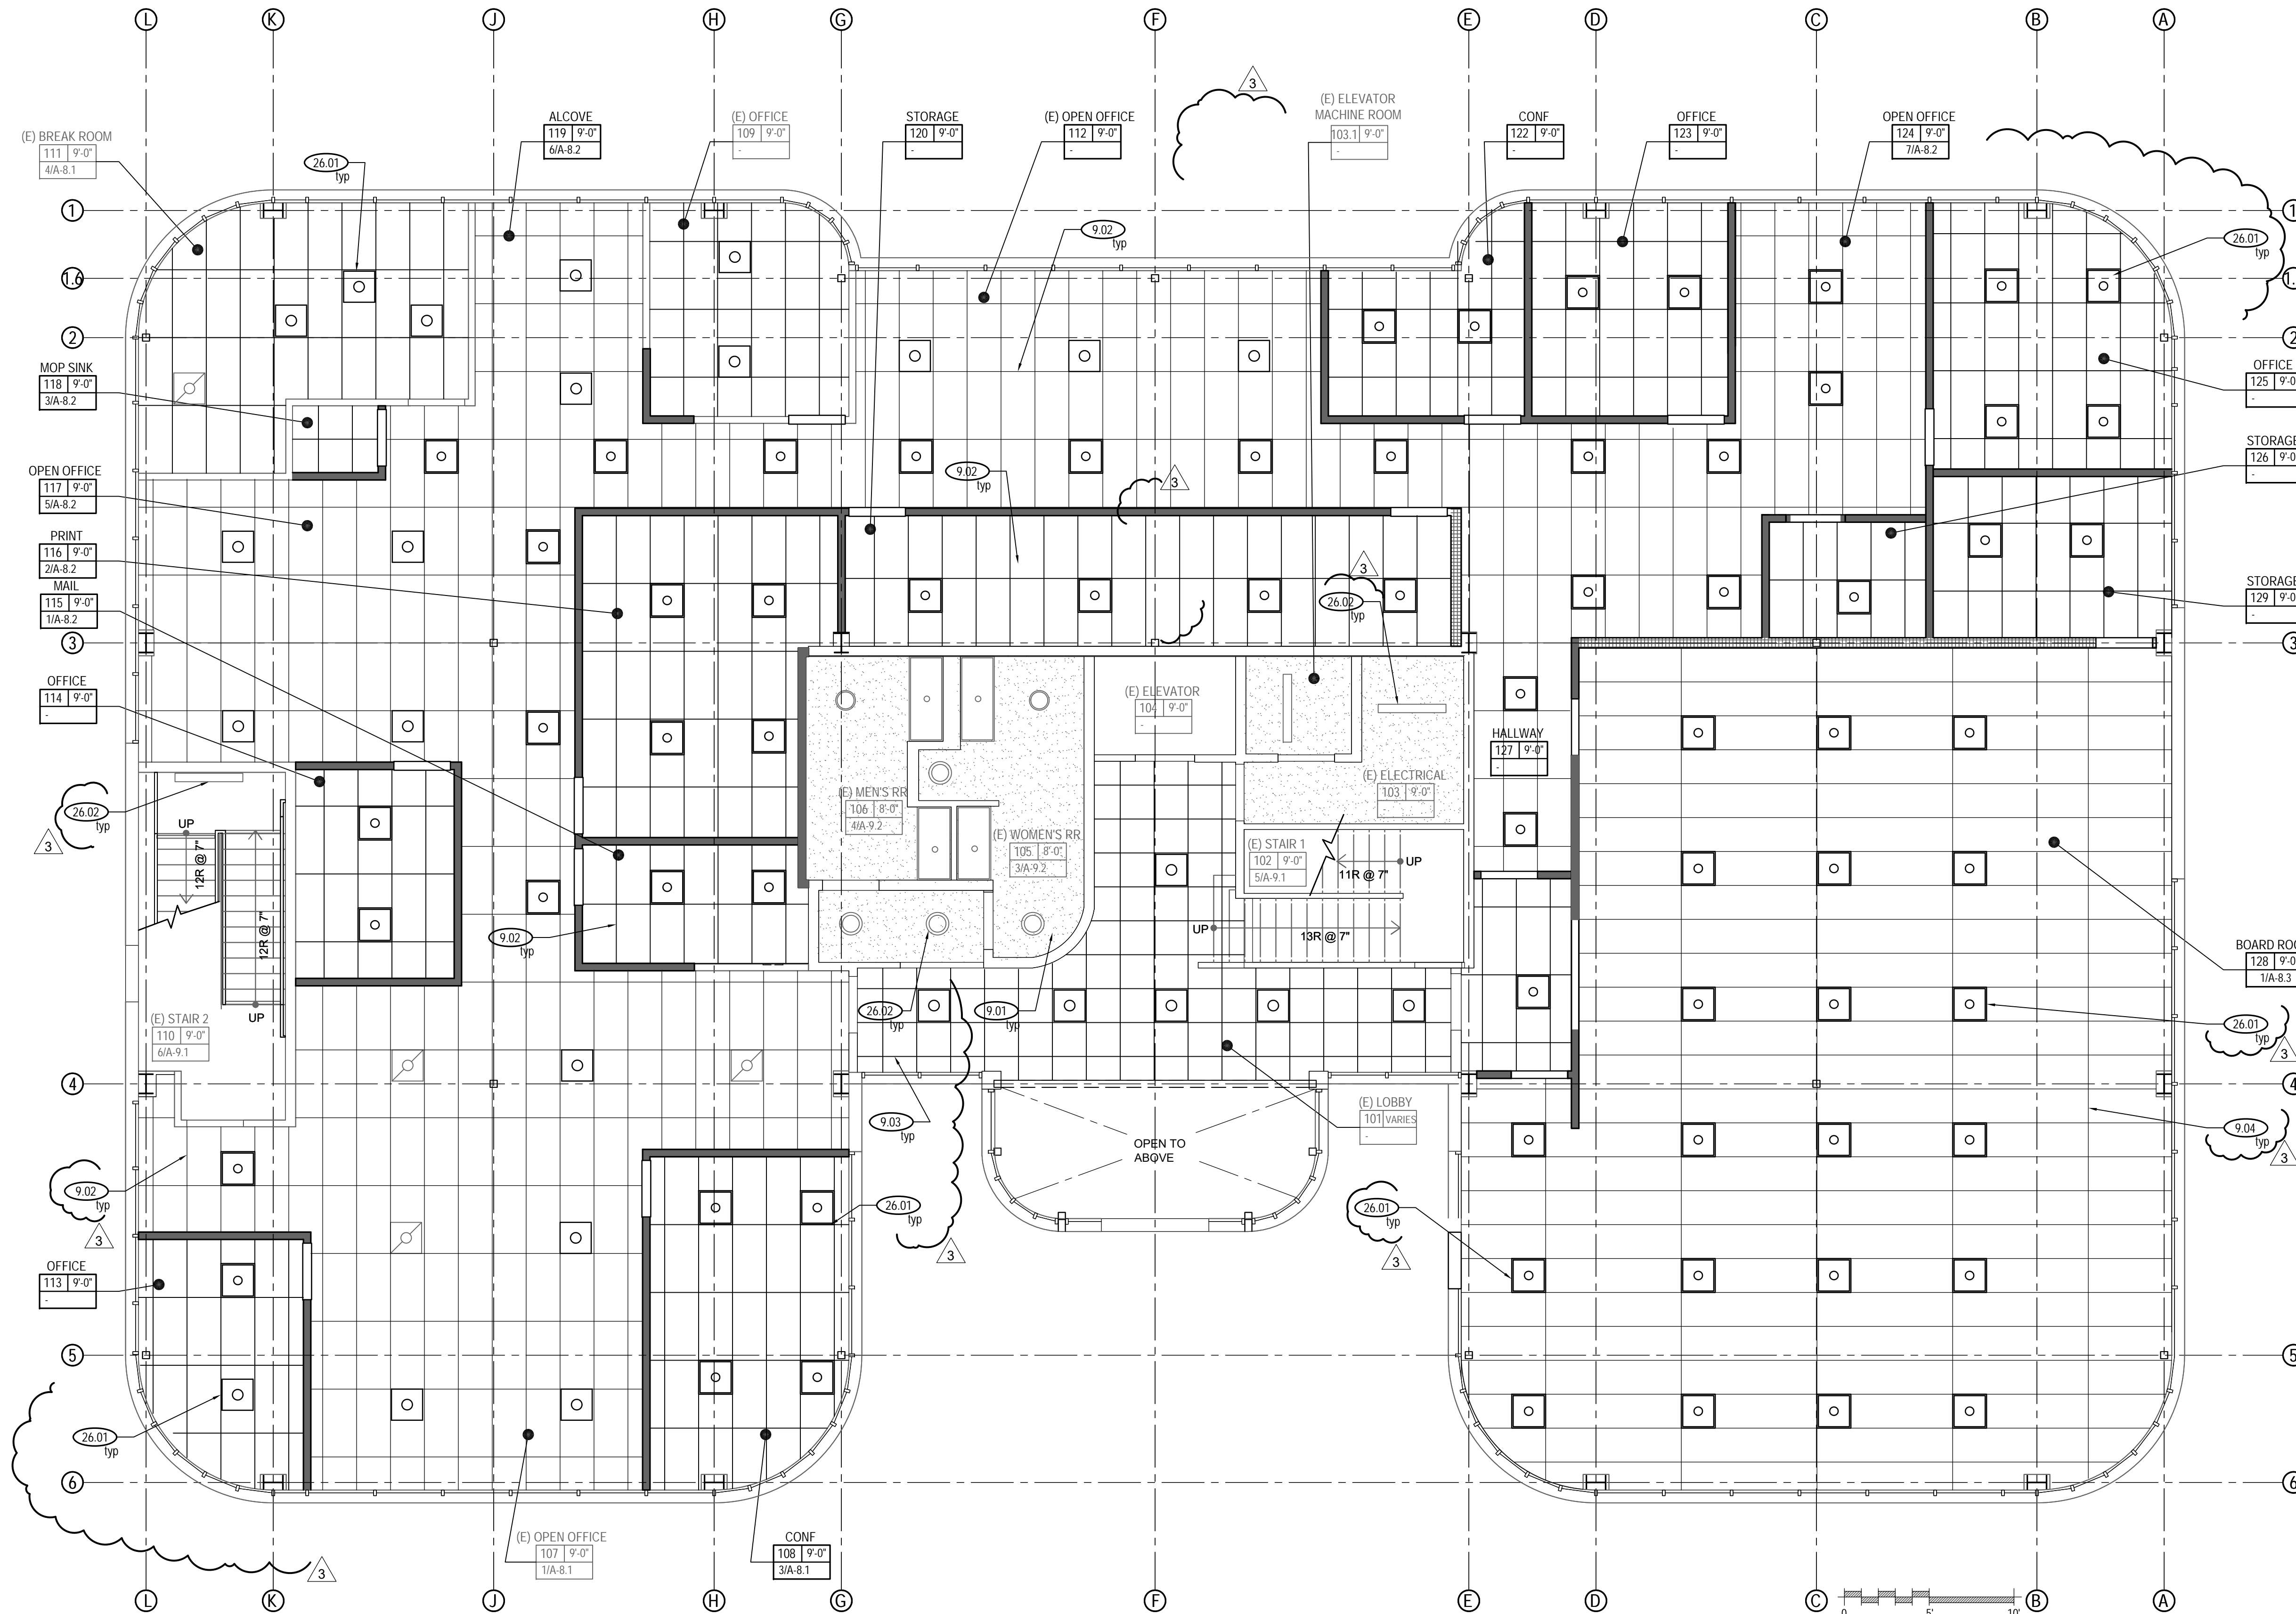 L K J H G F E D C B A
3
(E) BREAK ROOM
111 9'-0"
4/A-8.1
26.01
typ
ALCOVE
119 9'-0"
6/A-8.2
(E) OFFICE
109 9'-0"
-
STORAGE
120 9'-0"
-
(E) OPEN OFFICE
112 9'-0"
-
(E) ELEVATOR
MACHINE ROOM
103.1 9'-0"
-
CONF
122 9'-0"
-
OFFICE
123 9'-0"
-
OPEN OFFICE
124 9'-0"
7/A-8.2
1
1.6
9.02
typ
26.01
typ
2
MOP SINK
118 9'-0"
3/A-8.2
OFFICE
125 9'-0
-
STORAGE
126 9'-0
-
OPEN OFFICE
117 9'-0"
5/A-8.2
9.02
typ
3
PRINT
116 9'-0"
2/A-8.2
MAIL
115 9'-0"
1/A-8.2
3
26.02
typ
STORAGE
129 9'-0
-
3
3
OFFICE
114 9'-0"
-
(E) ELEVATOR
104 9'-0"
-
HALLWAY
127 9'-0"
-
26.02
typ
3
UP
12R @ 7"
12R @ 7"
UP
(E) MEN'S RR
106 8'-0"
4/A-9.2
(E) WOMEN'S RR
105 8'-0"
3/A-9.2
(E) ELECTRICAL
103 9'-0"
-
(E) STAIR 1
102 9'-0"
5/A-9.1
UP
11R @ 7"
UP
13R @ 7"
9.02
typ
BOARD ROO
128 9'-0
1/A-8.3
(E) STAIR 2
110 9'-0"
6/A-9.1
26.02
typ
9.01
typ
26.01
typ
3
4
4
9.03
typ
(E) LOBBY
101 VARIES
-
OPEN TO
ABOVE
9.04
typ
3
9.02
typ
3
26.01
typ
3
26.01
typ
3
OFFICE
113 9'-0"
-
5
5
26.01
typ
6
6
3
(E) OPEN OFFICE
107 9'-0"
1/A-8.1
CONF
108 9'-0"
3/A-8.1
L K J H G F E D C B A
0 5' 10'